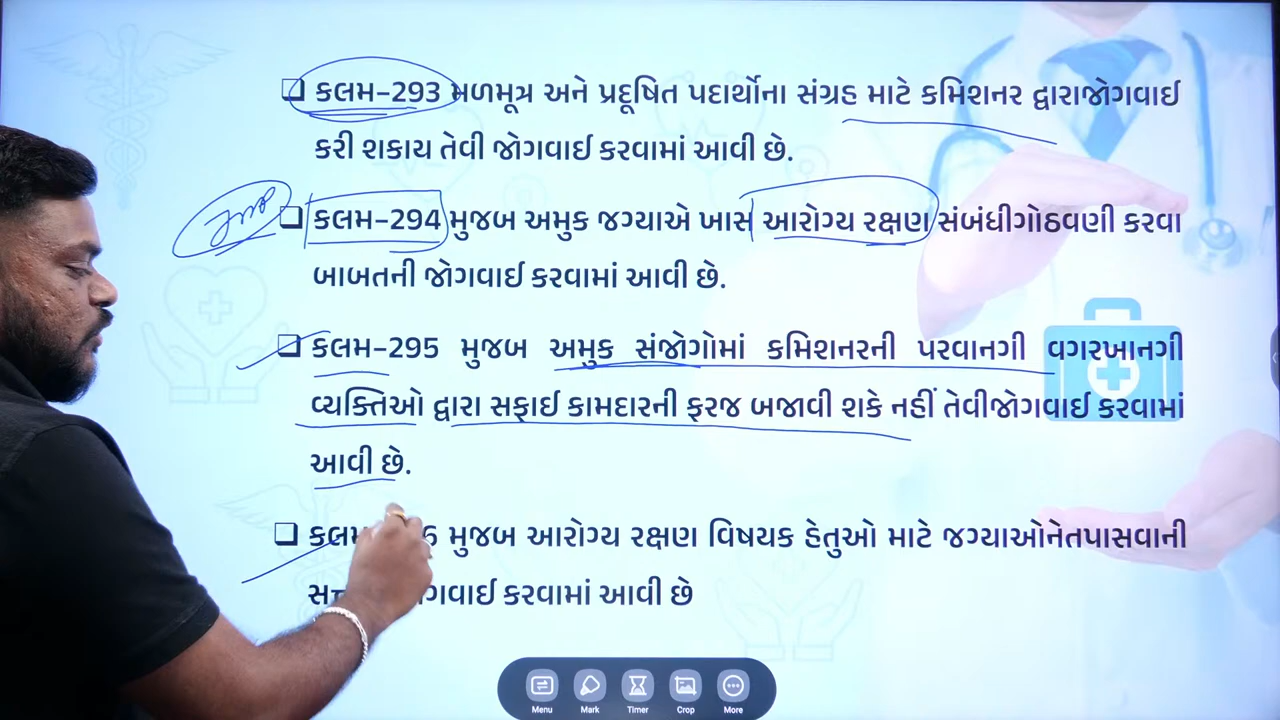 ❑ કલમ–293 મળમૂત્ર અને પ્રદૂષિત પદાર્થોના સંગ્રહ માટે કમિશનર દ્વારાજોગવાઈ
કરી શકાય તેવી જોગવાઈ કરવામાં આવી છે.
❑ કલમ–294 મુજબ અમુક જગ્યાએ ખાસ આરોગ્ય રક્ષણ સંબંધીગોઠવણી કરવા
બાબતની જોગવાઈ કરવામાં આવી છે.
❑ કલમ–295 મુજબ અમુક સંજોગોમાં કમિશનરની પરવાનગી વગરખાનગી
વ્યક્તિઓ દ્વારા સફાઈ કામદારની ફરજ બજાવી શકે નહીં તેવીજોગવાઈ કરવામાં
આવી છે.
❑ મુજબ આરોગ્ય રક્ષણ વિષયક હેતુઓ માટે જગ્યાઓનેતપાસવાની
કરવામાં આવી છે
Menu Mark Timer Crop More